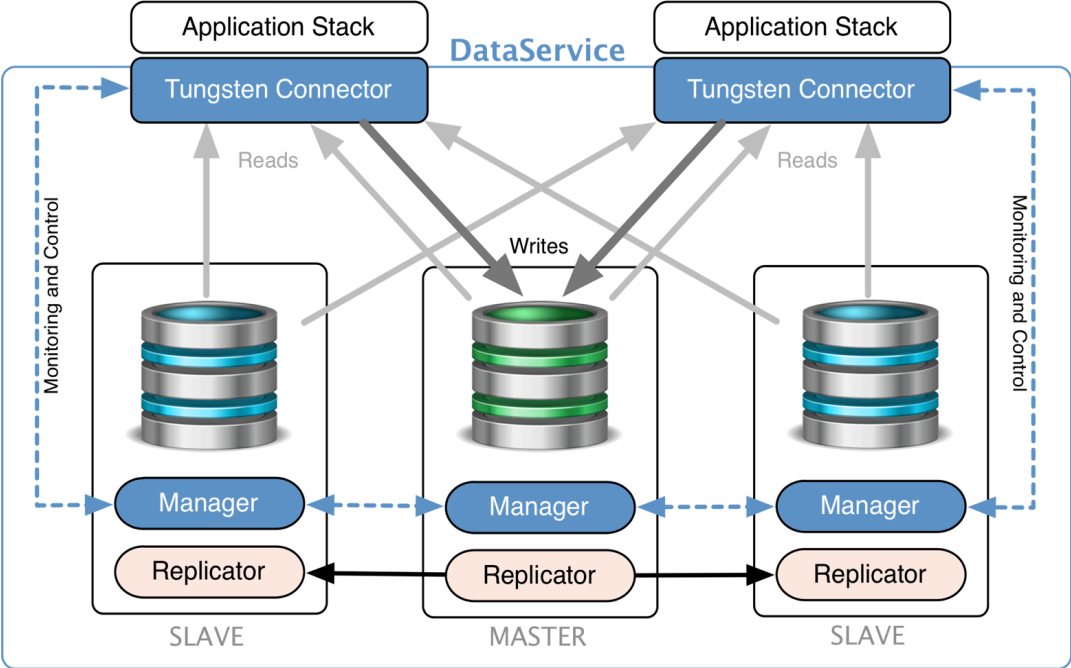 Application Stack
Application Stack
DataService
Tungsten Connector
Tungsten Connector
Reads
Reads
Monitoring and Control
Writes
Monitoring and Control
Manager
Manager
Manager
Replicator
Replicator
Replicator
SLAVE
MASTER
SLAVE